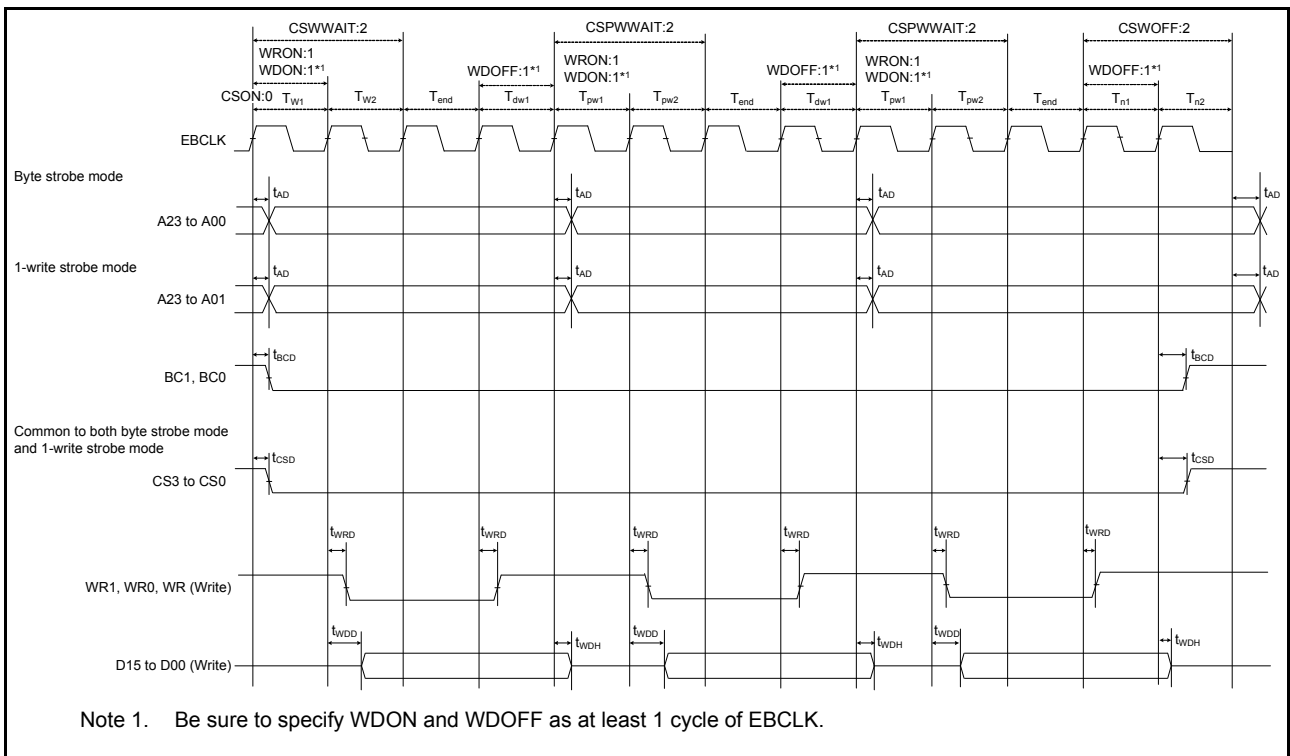 CSWWAIT:2 CSPWWAIT:2 CSPWWAIT:2 CSWOFF:2
WRON:1 WRON:1 WRON:1
WDON:1*1 WDOFF:1*1 WDON:1*1 WDOFF:1*1 WDON:1*1 WDOFF:1*1
CSON:0 TW1 TW2 Tend Tdw1 Tpw1 Tpw2 Tend Tdw1 Tpw1 Tpw2 Tend Tn1 Tn2
EBCLK
Byte strobe mode
tAD tAD tAD tAD
A23 to A00
1-write strobe mode
tAD tAD tAD tAD
A23 to A01
tBCD tBCD
BC1, BC0
Common to both byte strobe mode
and 1-write strobe mode
tCSD tCSD
CS3 to CS0
tWRD tWRD tWRD tWRD tWRD tWRD
WR1, WR0, WR (Write)
tWDD tWDH tWDD tWDH tWDD tWDH
D15 to D00 (Write)
Note 1. Be sure to specify WDON and WDOFF as at least 1 cycle of EBCLK.